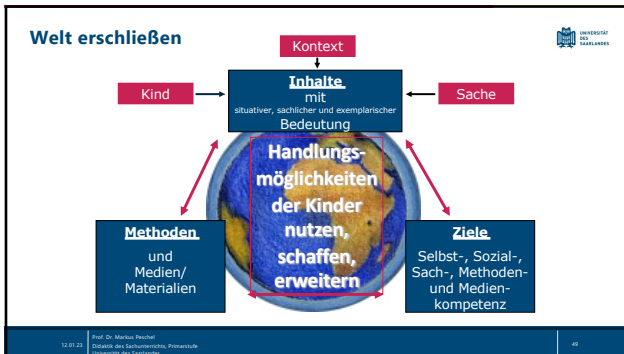 Welt erschließen
UNIVERSITÄT
DES
SAARLANDES
Kontext
Kind
Inhalte
mit
situativer, sachlicher und exemplarischer
Bedeutung
Sache
Handlungs-
möglichkeiten
der Kinder
nutzen,
schaffen,
erweitern
Methoden
und
Medien/
Materialien
Ziele
Selbst-, Sozial-,
Sach-, Methoden-
und Medien-
kompetenz
12.01.23
Prof. Dr. Markus Peschel
Didaktik des Sachunterrichts, Primarstufe
Universität des Saarlandes
49